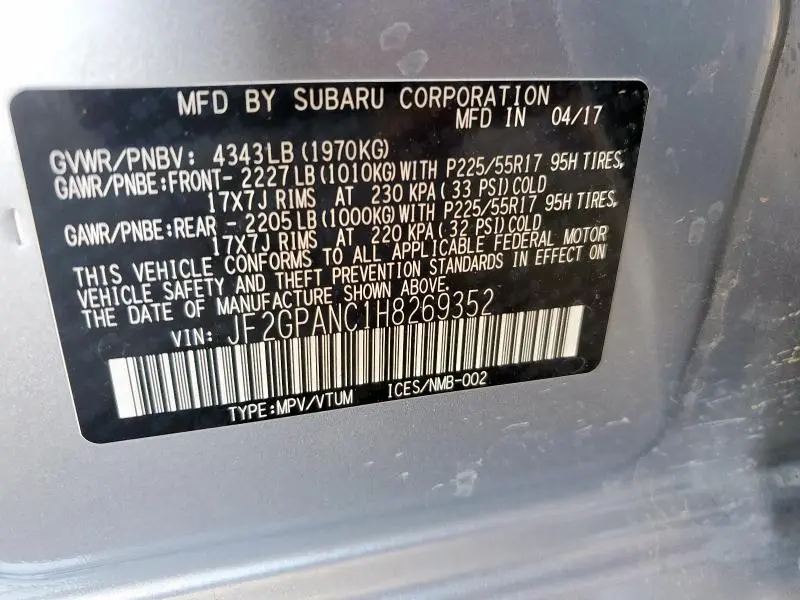 MFD BY SUBARU CORPORATION
MFD IN 04/17
GVWR/PNBV: 4343LB(1970KG)
GAWR/PNBE:FRONT- 2227LB(1010KG)WITH P225/55R17 95H TIRES,
17X7J RIMS AT 230 KPA(33 PSI)COLD
GAWR/PNBE:REAR - 2205LB(1000KG)WITH P225/55R17 95H TIRES,
17X7J RIMS AT 220 KPA(32 PSI)COLD
THIS VEHICLE CONFORMS TO ALL APPLICABLE FEDERAL MOTOR
VEHICLE SAFETY AND THEFT PREVENTION STANDARDS IN EFFECT ON
THE DATE OF MANUFACTURE SHOWN ABOVE.
VIN: JF2GPANC1H8269352
TYPE:MPV/VTUM ICES/NMB-002